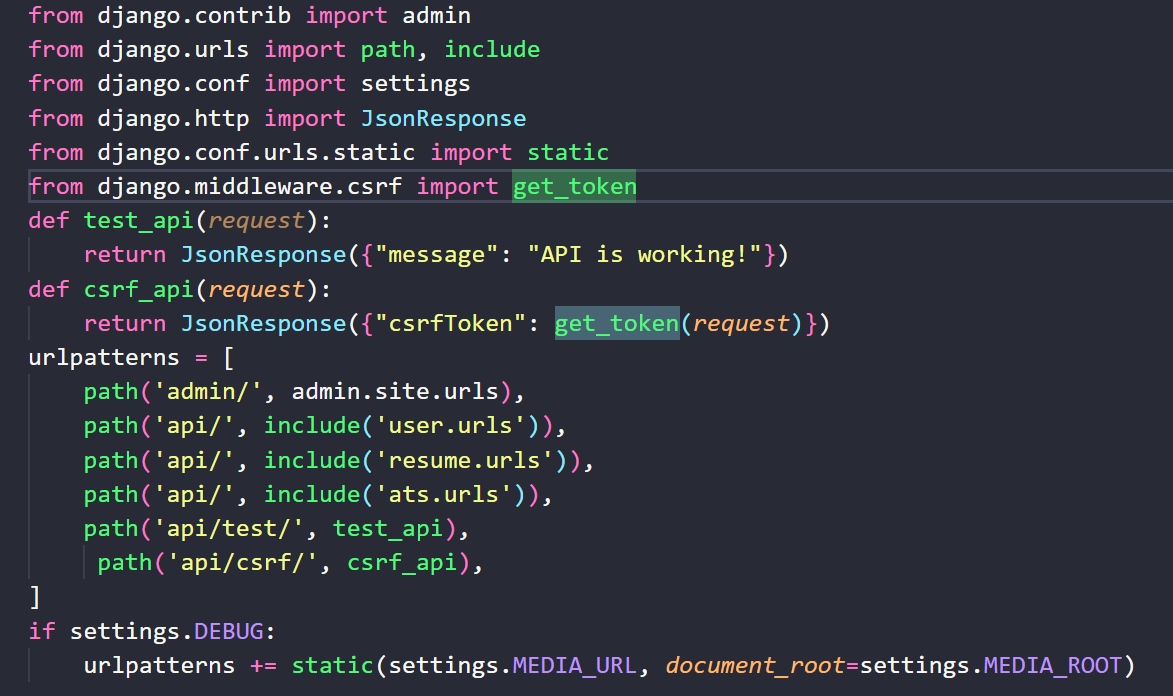 from django.contrib import admin
from django.urls import path, include
from django.conf import settings
from django.http import JsonResponse
from django.conf.urls.static import static
from django.middleware.csrf import get_token
def test_api(request):
    return JsonResponse({"message": "API is working!"})
def csrf_api(request):
    return JsonResponse({"csrfToken": get_token(request)})
urlpatterns = [
    path('admin/', admin.site.urls),
    path('api/', include('user.urls')),
    path('api/', include('resume.urls')),
    path('api/', include('ats.urls')),
    path('api/test/', test_api),
     path('api/csrf/', csrf_api),
]
if settings.DEBUG:
    urlpatterns += static(settings.MEDIA_URL, document_root=settings.MEDIA_ROOT)